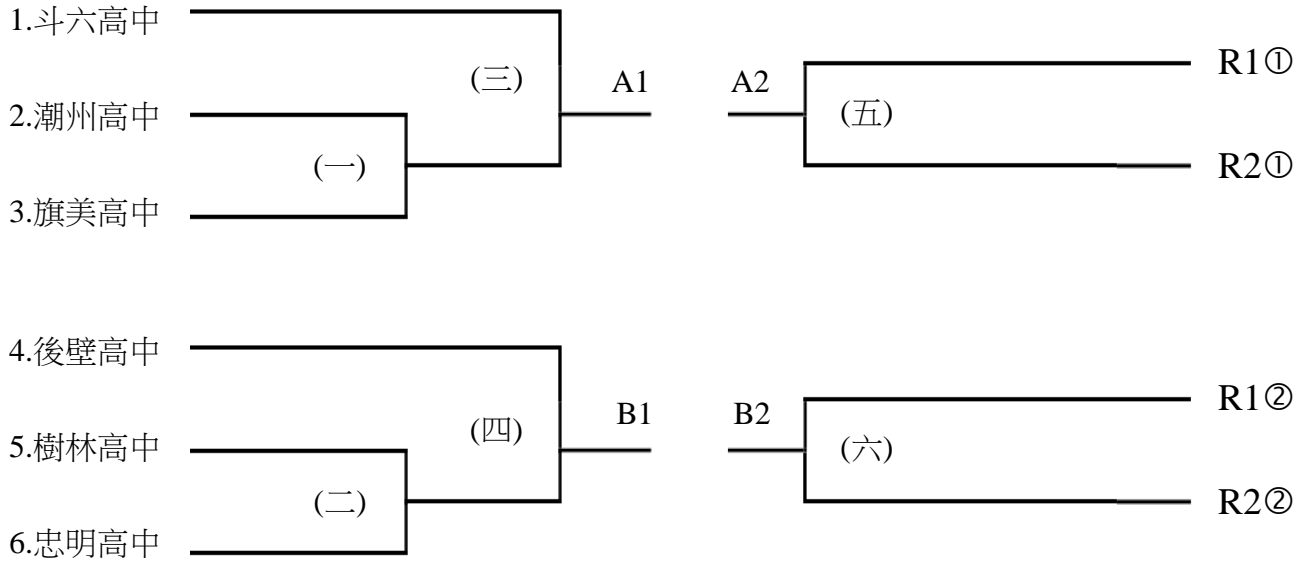 1.斗六高中
(三)
A1
A2
R1①
2.潮州高中
(五)
(一)
R2①
3.旗美高中
4.後壁高中
(四)
B1
B2
R1②
5.樹林高中
(六)
(二)
R2②
6.忠明高中